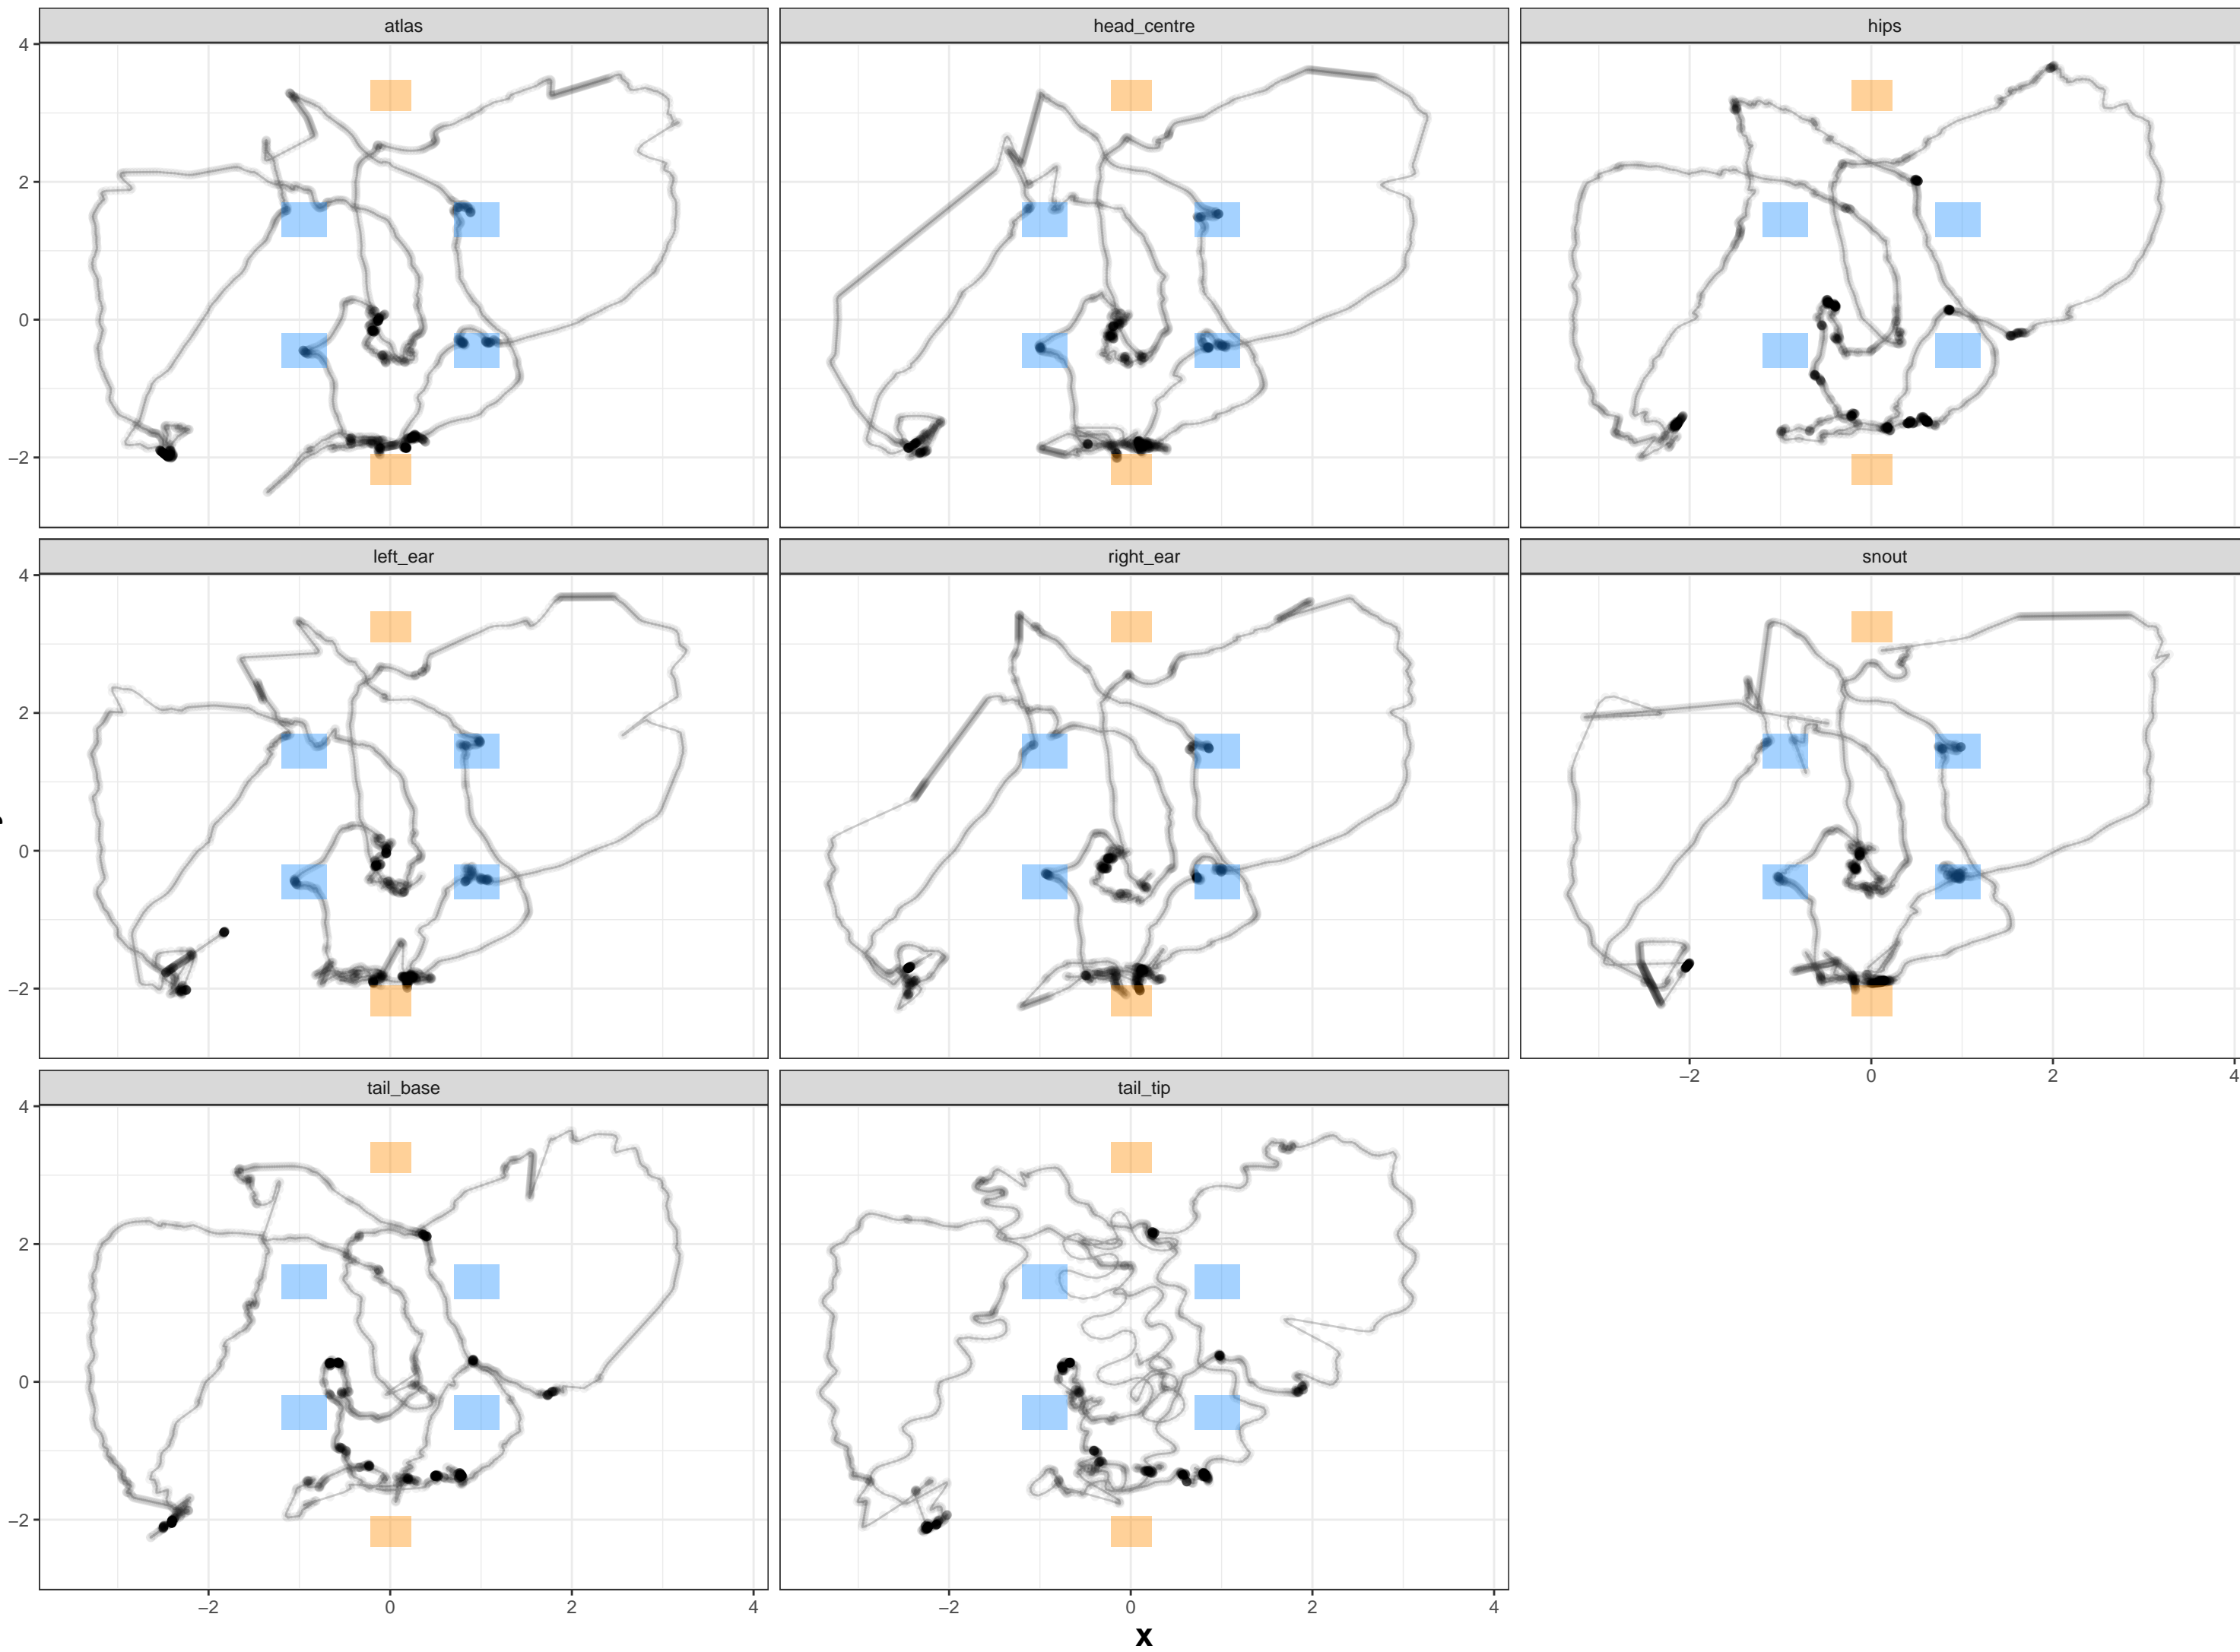 atlas head_centre hips
4
2
0
−2
left_ear right_ear snout
4
2
0
−2
−2 0 2 4
tail_base tail_tip
4
2
0
−2
−2 0 2 4 −2 0 2 4
x